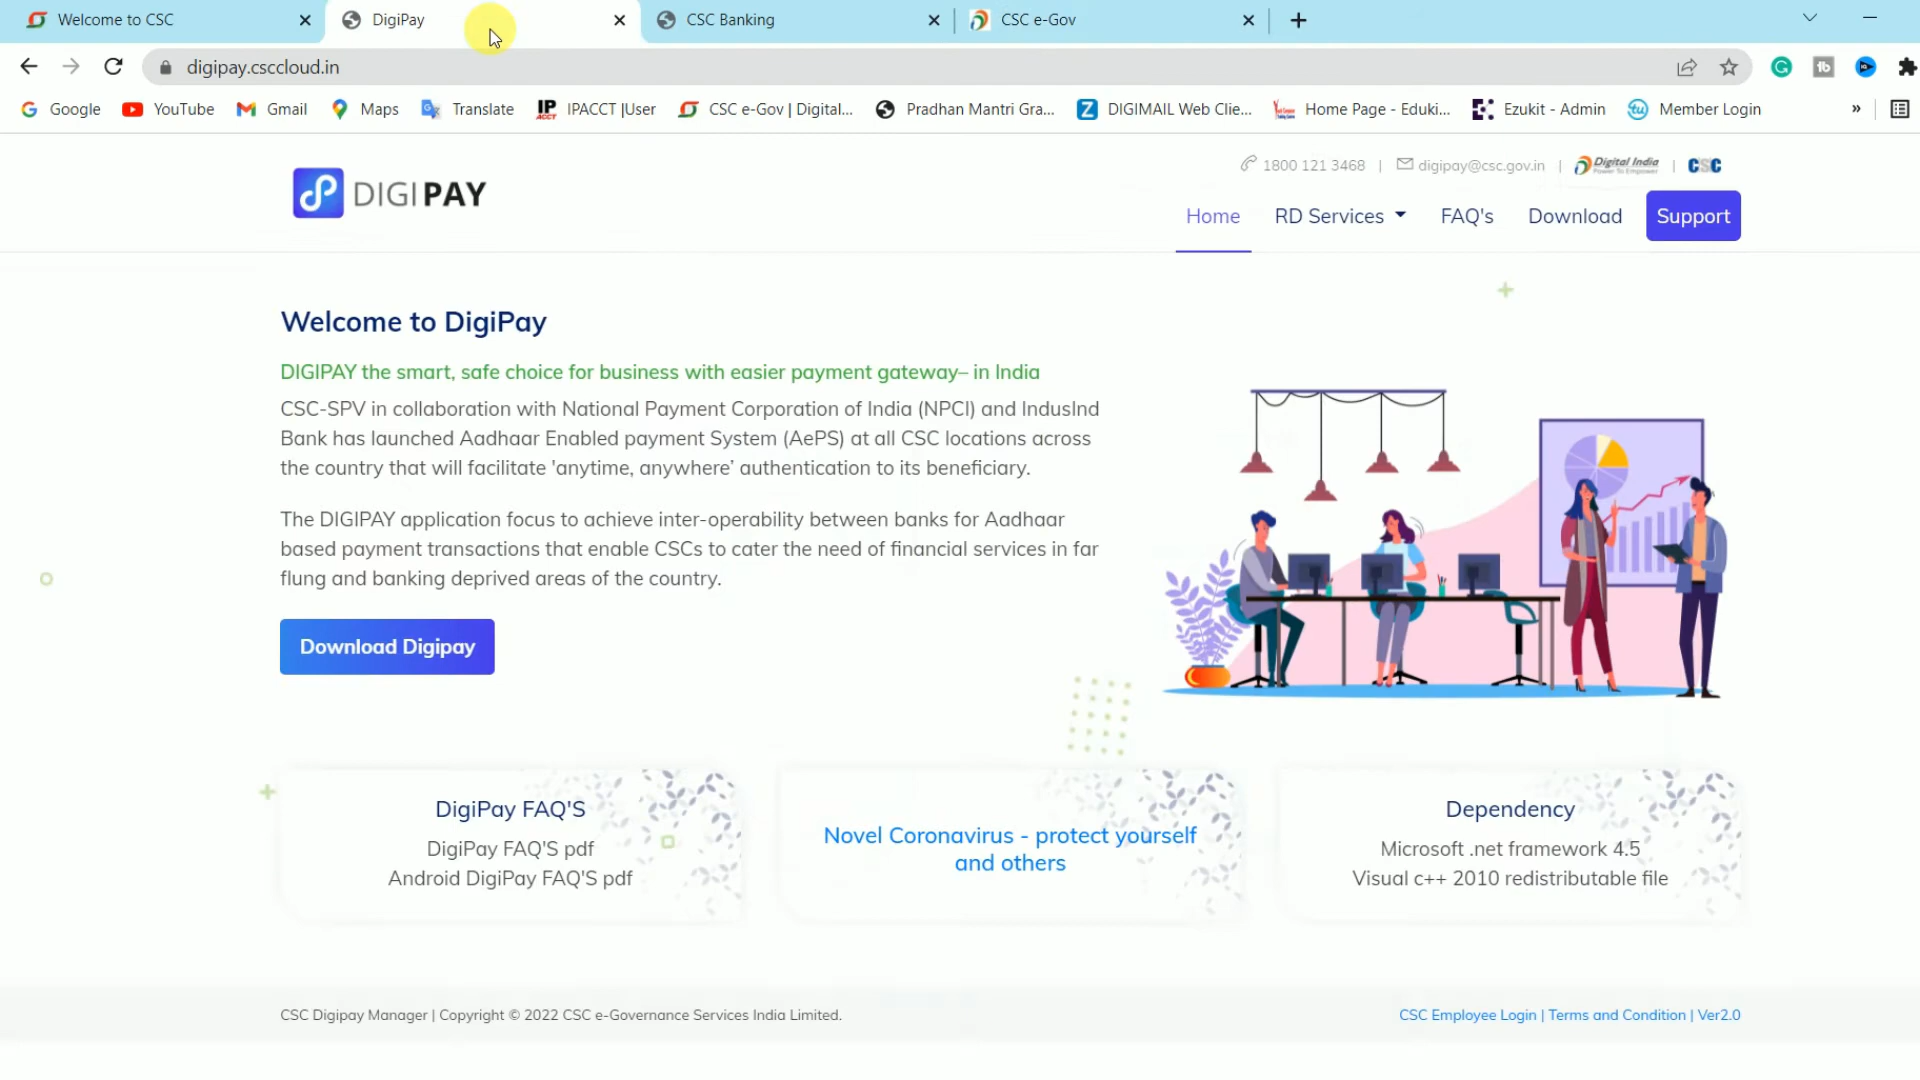 Welcome to CSC
DigiPay
CSC Banking
CSC e-Gov
digipay.csccloud.in
Google
YouTube
Gmail
Maps
Translate
IPACCT |User
CSC e-Gov | Digital...
Pradhan Mantri Gra...
DIGIMAIL Web Clie...
Home Page - Eduki...
Ezukit - Admin
Member Login
»
1800 121 3468 | digipay@csc.gov.in | Digital India Power To Empower | CSC
DIGIPAY
Home
RD Services
FAQ's
Download
Support
Welcome to DigiPay
DIGIPAY the smart, safe choice for business with easier payment gateway– in India
CSC-SPV in collaboration with National Payment Corporation of India (NPCI) and IndusInd
Bank has launched Aadhaar Enabled payment System (AePS) at all CSC locations across
the country that will facilitate 'anytime, anywhere’ authentication to its beneficiary.
The DIGIPAY application focus to achieve inter-operability between banks for Aadhaar
based payment transactions that enable CSCs to cater the need of financial services in far
flung and banking deprived areas of the country.
Download Digipay
DigiPay FAQ'S
DigiPay FAQ'S pdf
Android DigiPay FAQ'S pdf
Novel Coronavirus - protect yourself
and others
Dependency
Microsoft .net framework 4.5
Visual c++ 2010 redistributable file
CSC Digipay Manager | Copyright © 2022 CSC e-Governance Services India Limited.
CSC Employee Login | Terms and Condition | Ver2.0